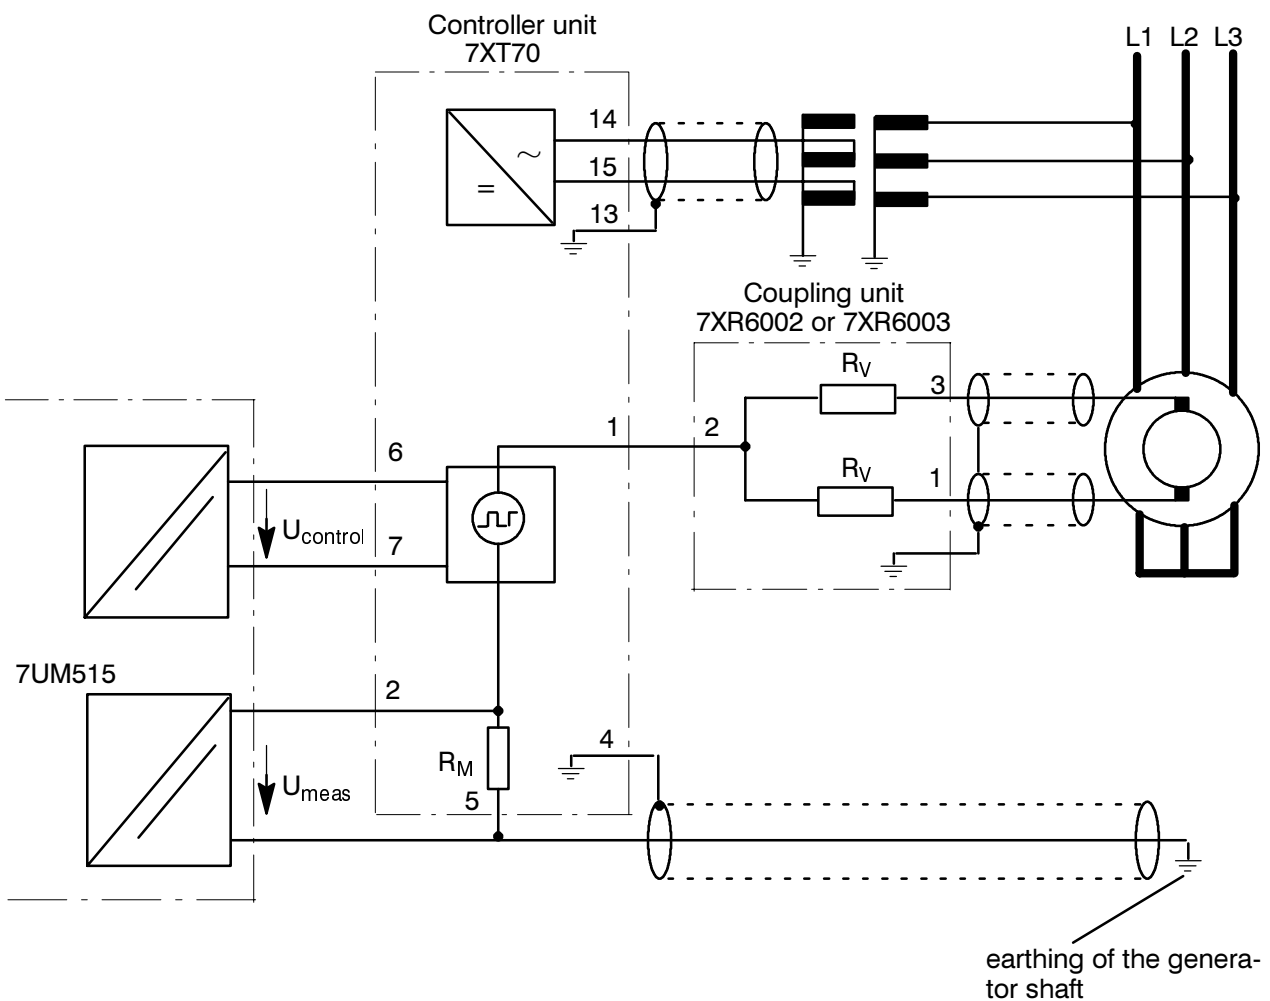 Controller unit
7XT70
L1 L2 L3
14
15
13
Coupling unit
7XR6002 or 7XR6003
RV
3
1
2
6
RV
1
Ucontrol
7
7UM515
2
4
RM
5
Umeas
earthing of the genera-
tor shaft